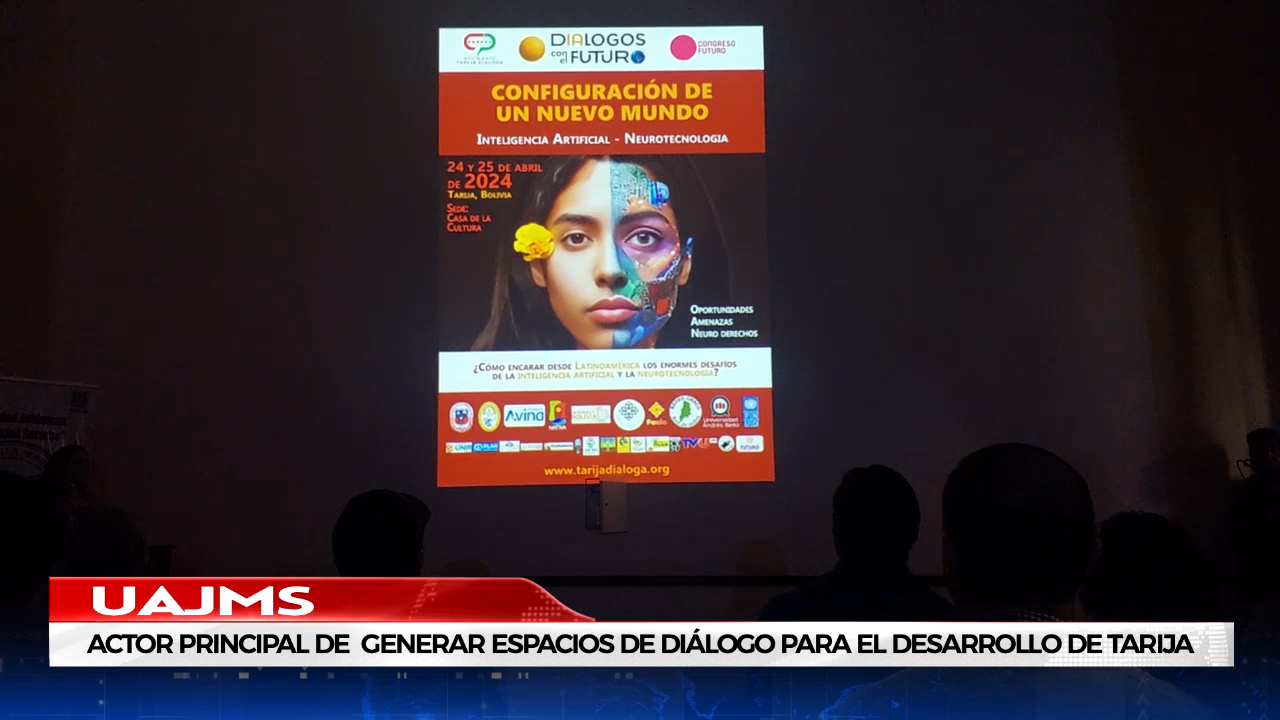 TARIJA DIALOGA
DIALOGOS
con el FUTURO
CONGRESO
FUTURO
CONFIGURACIÓN DE
UN NUEVO MUNDO
INTELIGENCIA ARTIFICIAL - NEUROTECNOLOGIA
24 Y 25 DE ABRIL
DE 2024
TARIJA, BOLIVIA
SEDE:
CASA DE LA
CULTURA
OPORTUNIDADES
AMENAZAS
NEURO DERECHOS
¿CÓMO ENCARAR DESDE LATINOAMÉRICA LOS ENORMES DESAFÍOS
DE LA INTELIGENCIA ARTIFICIAL Y LA NEUROTECNOLOGIA?
Avina
Universidad
Andrés Bello
www.tarijadialoga.org
UAJMS
ACTOR PRINCIPAL DE GENERAR ESPACIOS DE DIÁLOGO PARA EL DESARROLLO DE TARIJA